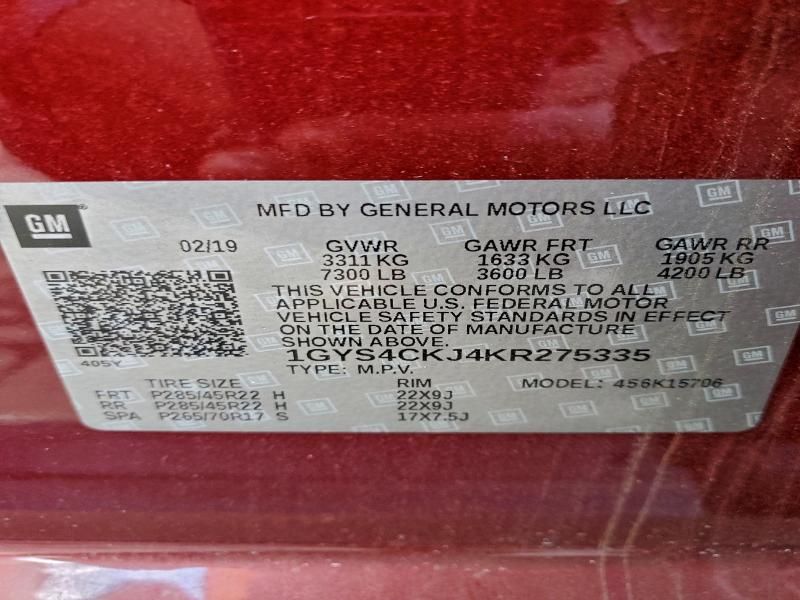 GM
MFD BY GENERAL MOTORS LLC
02/19 GVWR GAWR FRT GAWR RR
3311 KG 1633 KG 1905 KG
7300 LB 3600 LB 4200 LB
THIS VEHICLE CONFORMS TO ALL
APPLICABLE U.S. FEDERAL MOTOR
VEHICLE SAFETY STANDARDS IN EFFECT
ON THE DATE OF MANUFACTURE
SHOWN ABOVE.
405Y
1GYS4CKJ4KR275335
TYPE: M.P.V.
TIRE SIZE RIM MODEL: 456K15706
FRT P285/45R22 H 22X9J
RR P285/45R22 H 22X9J
SPA P265/70R17 S 17X7.5J